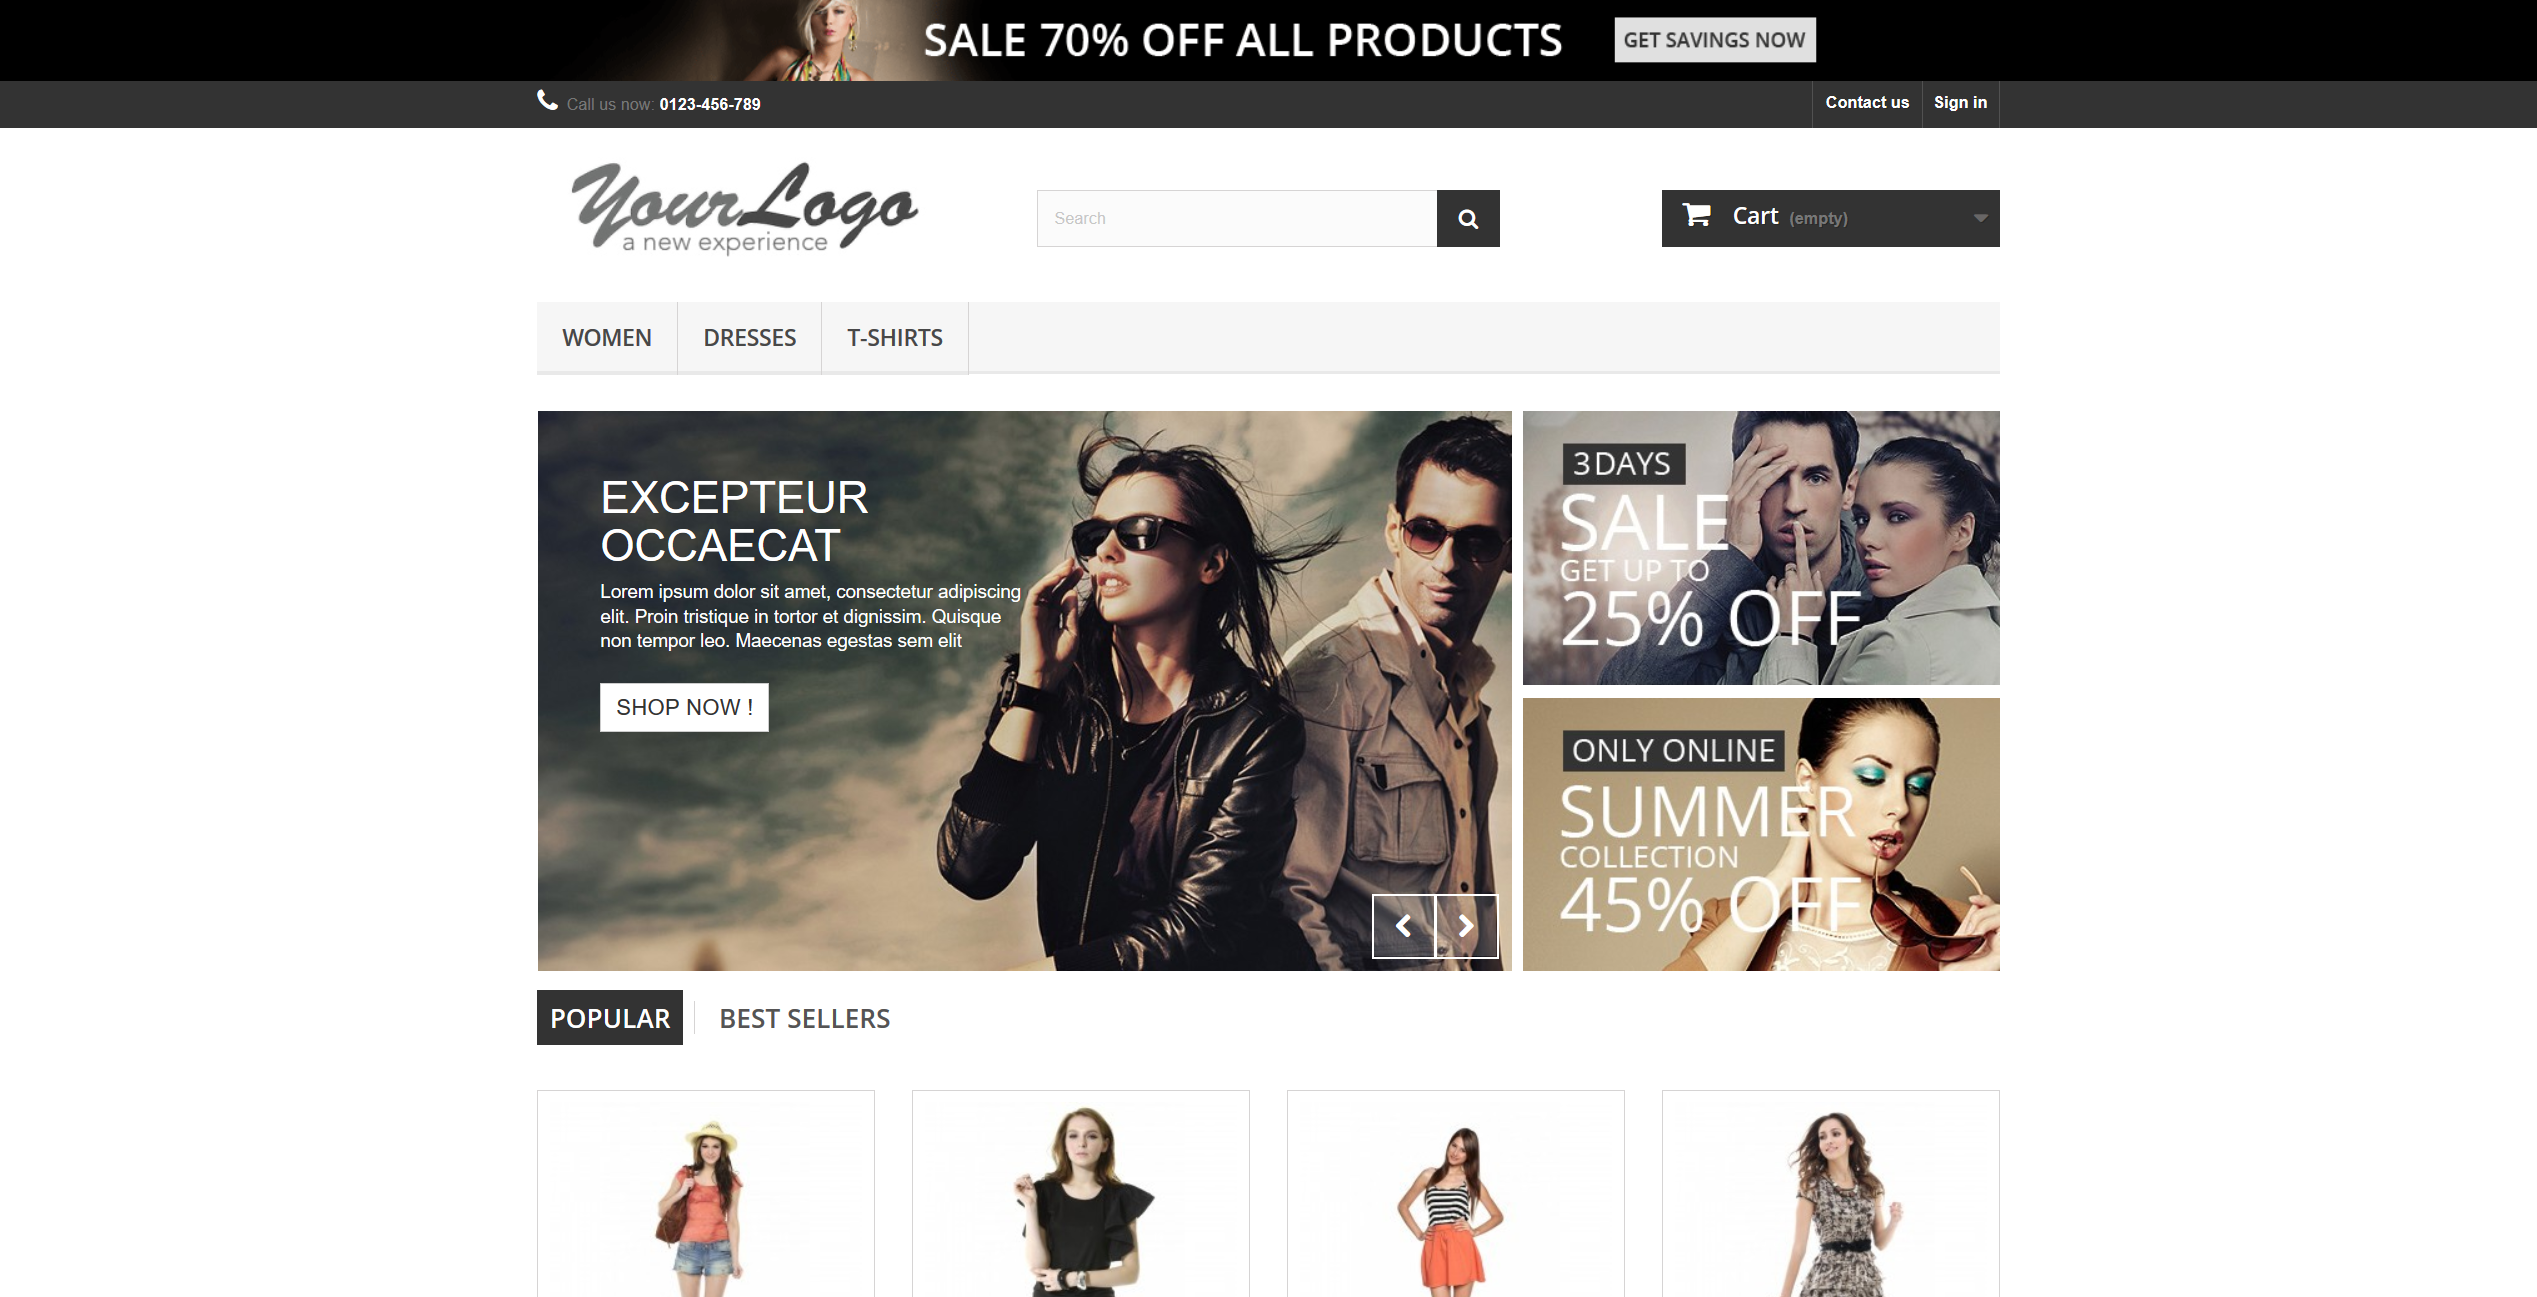 SALE 70% OFF ALL PRODUCTS GET SAVINGS NOW
Call us now: 0123-456-789 Contact us Sign in
YourLogo
a new experience
Search
Cart (empty)
WOMEN DRESSES T-SHIRTS
EXCEPTEUR
OCCAECAT
Lorem ipsum dolor sit amet, consectetur adipiscing
elit. Proin tristique in tortor et dignissim. Quisque
non tempor leo. Maecenas egestas sem elit
SHOP NOW !
3 DAYS
SALE
GET UP TO
25% OFF
ONLY ONLINE
SUMMER
COLLECTION
45% OFF
POPULAR BEST SELLERS